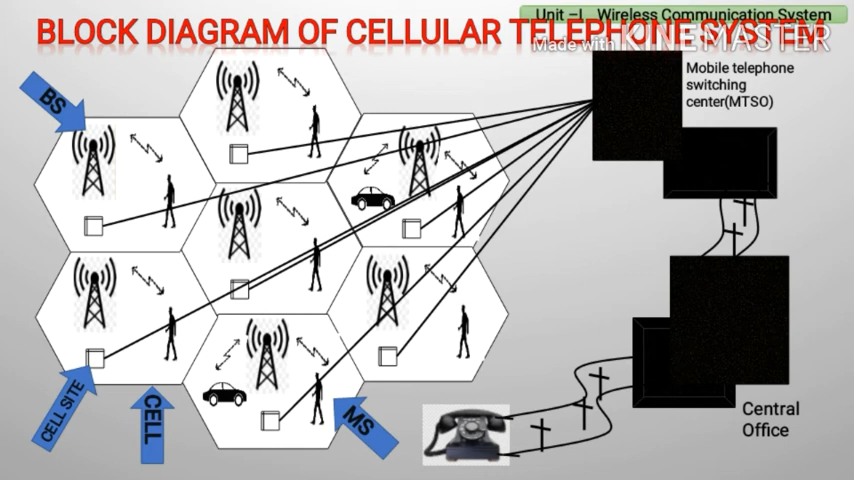 Unit –I Wireless Communication System
BLOCK DIAGRAM OF CELLULAR TELEPHONE SYSTEM
Made with KINEMASTER
BS
Mobile telephone
switching
center(MTSO)
CELL SITE
CELL
MS
Central
Office